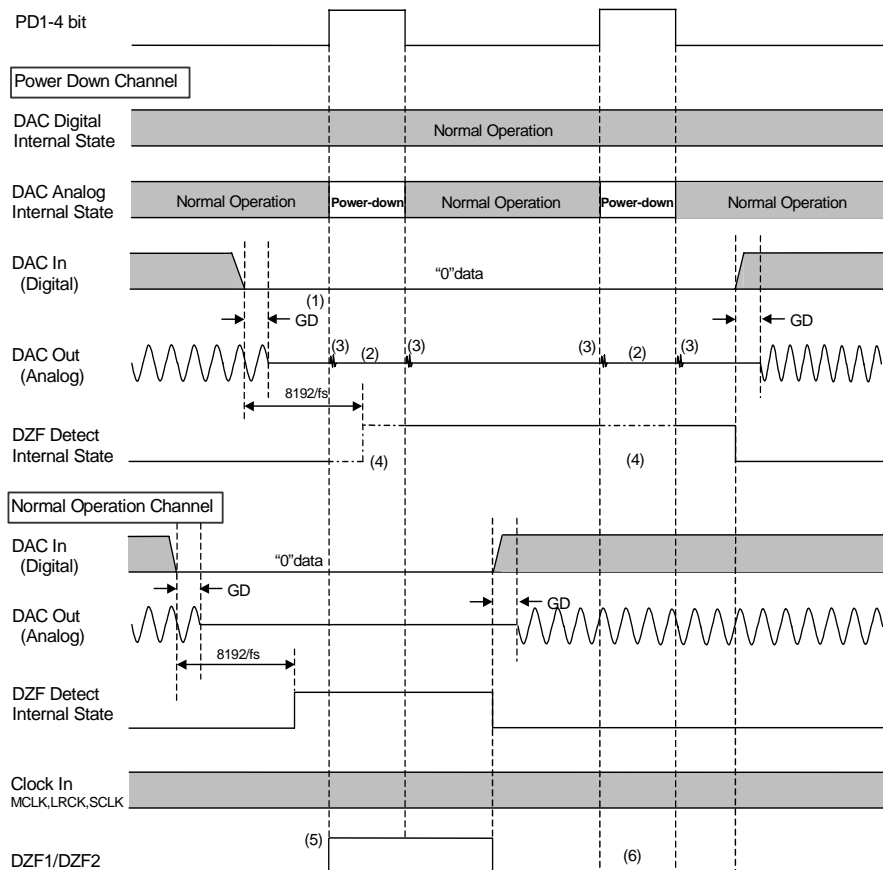 PD1-4 bit
Power Down Channel
DAC Digital
Internal State
Normal Operation
DAC Analog
Internal State
Normal Operation
Power-down
Normal Operation
Power-down
Normal Operation
DAC In
(Digital)
“0”data
(1)
GD
GD
DAC Out
(Analog)
(3)
(2)
(3)
(3)
(2)
(3)
8192/fs
DZF Detect
Internal State
(4)
(4)
Normal Operation Channel
DAC In
(Digital)
“0”data
GD
GD
DAC Out
(Analog)
8192/fs
DZF Detect
Internal State
Clock In
MCLK,LRCK,SCLK
(5)
(6)
DZF1/DZF2